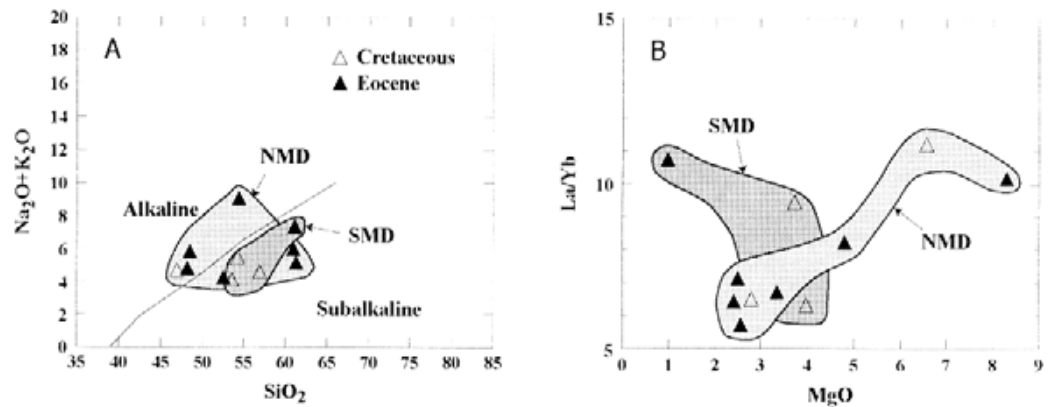 A
△ Cretaceous
▲ Eocene
NMD
Alkaline
SMD
Subalkaline
Na₂O+K₂O
20
18
16
14
12
10
8
6
4
2
0
35 40 45 50 55 60 65 70 75 80 85
SiO₂
B
SMD
NMD
La/Yb
15
10
5
0 1 2 3 4 5 6 7 8 9
MgO